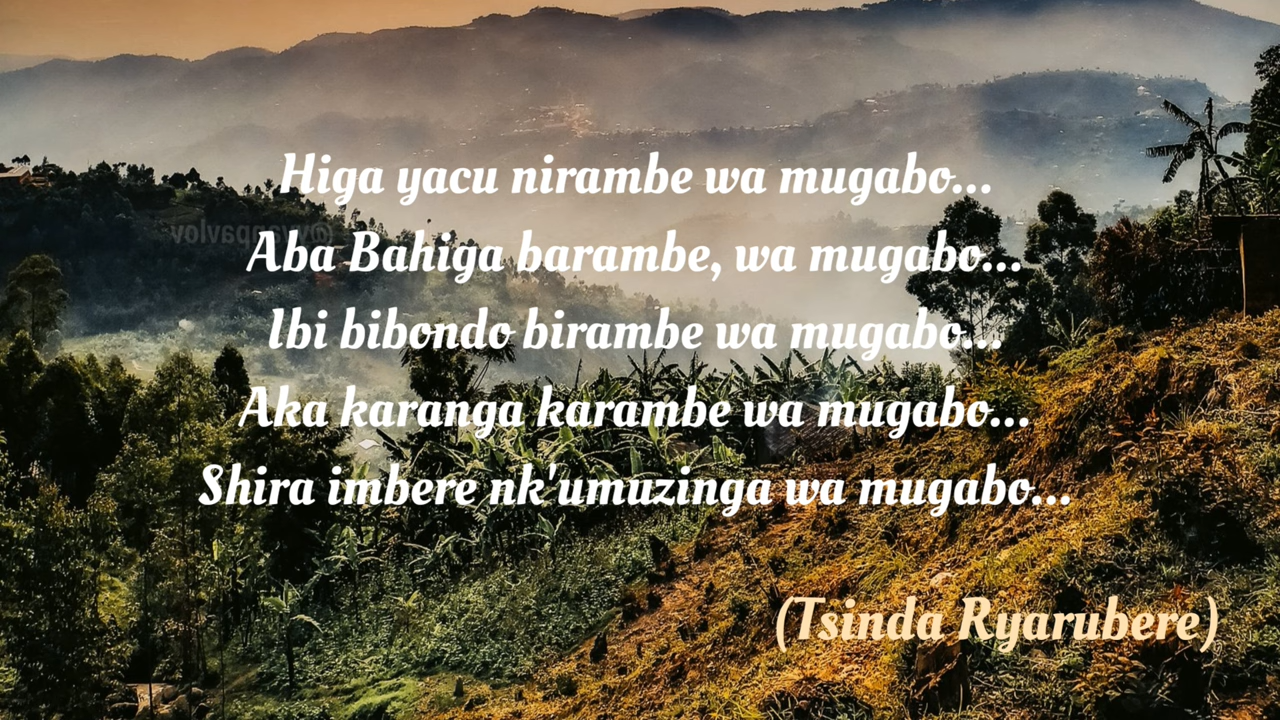 Higa yacu nirambe wa mugabo...
Aba Bahiga barambe, wa mugabo...
Ibi bibondo birambe wa mugabo...
Aka karanga karambe wa mugabo...
Shira imbere nk'umuzinga wa mugabo...
(Tsinda Ryarubere)